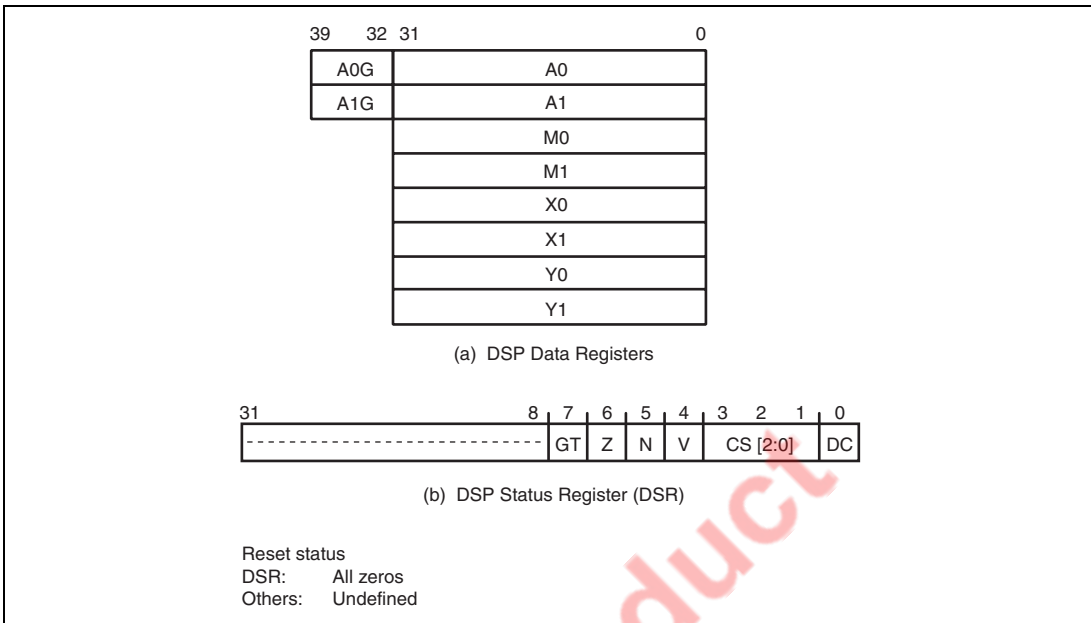 39 32 31 0
A0G A0
A1G A1
M0
M1
X0
X1
Y0
Y1
(a) DSP Data Registers
31 8 7 6 5 4 3 2 1 0
GT Z N V CS [2:0] DC
(b) DSP Status Register (DSR)
Reset status
DSR: All zeros
Others: Undefined
duct